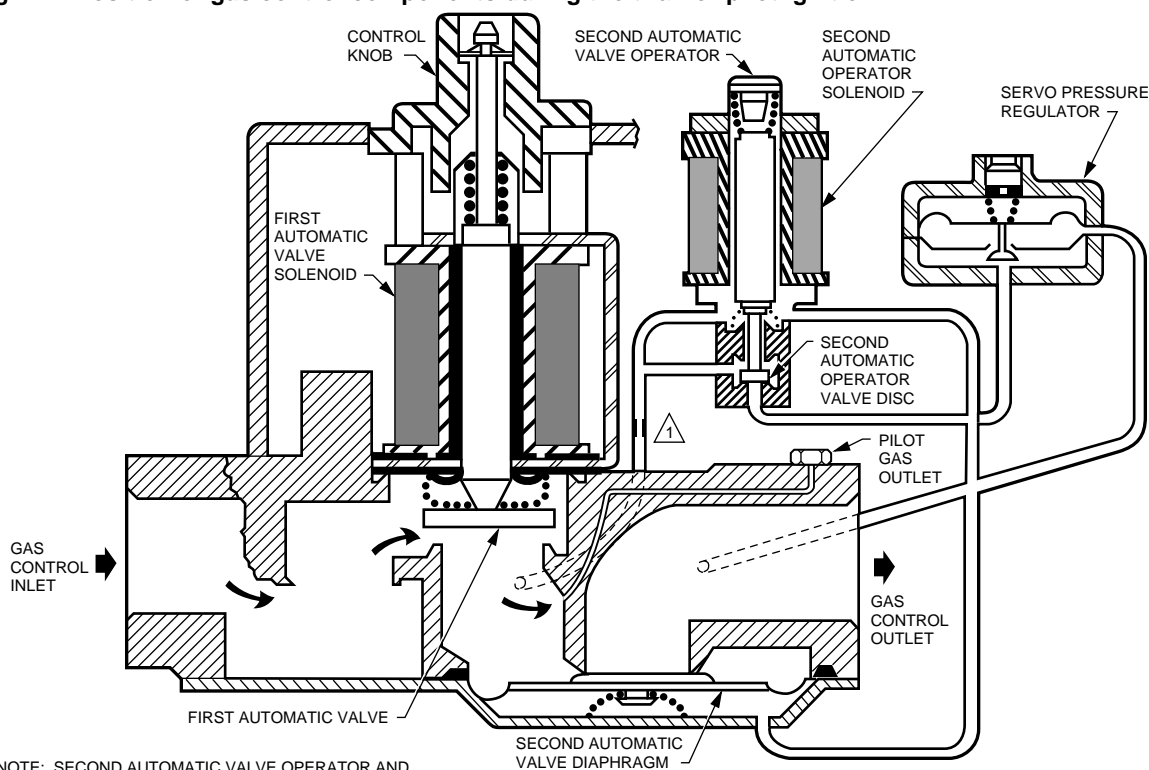 CONTROL
KNOB
SECOND AUTOMATIC
VALVE OPERATOR
SECOND
AUTOMATIC
OPERATOR
SOLENOID
SERVO PRESSURE
REGULATOR
FIRST
AUTOMATIC
VALVE
SOLENOID
SECOND
AUTOMATIC
OPERATOR
VALVE DISC
1
PILOT
GAS
OUTLET
GAS
CONTROL
INLET
GAS
CONTROL
OUTLET
FIRST AUTOMATIC VALVE
SECOND AUTOMATIC
VALVE DIAPHRAGM
NOTE: SECOND AUTOMATIC VALVE OPERATOR AND